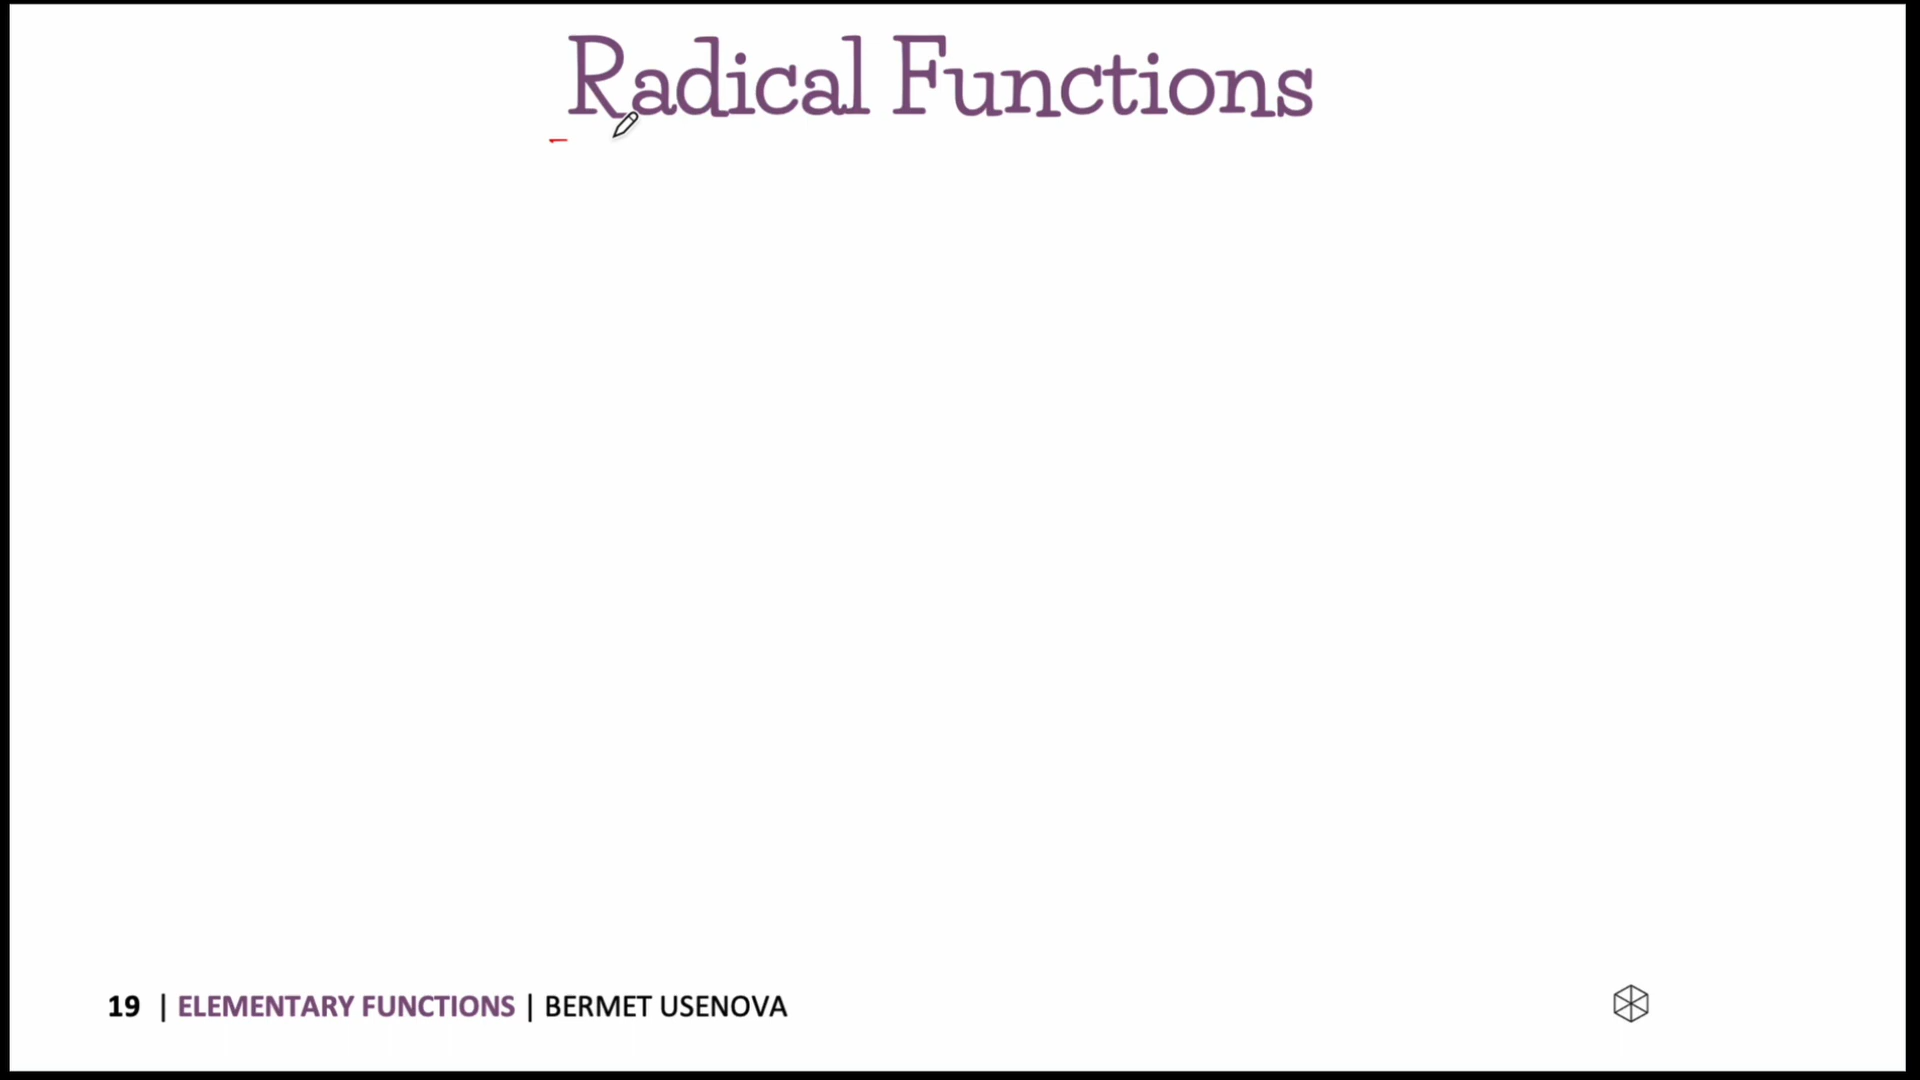 Radical Functions
19 | ELEMENTARY FUNCTIONS | BERMET USENOVA